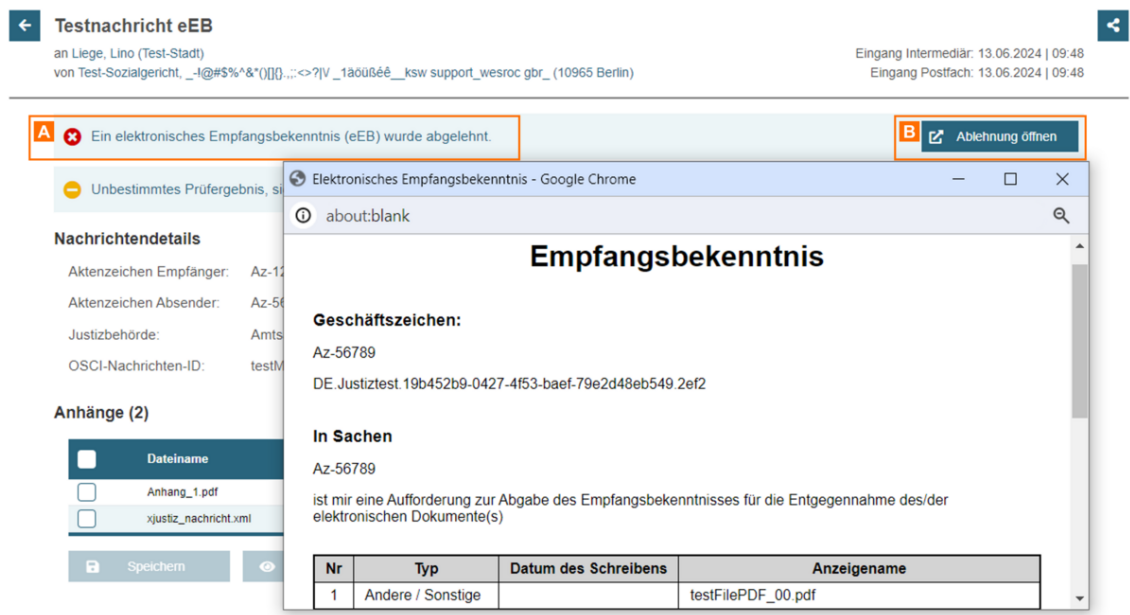 Testnachricht eEB
an Liege, Lino (Test-Stadt)
von Test-Sozialgericht, _-!@#$%^&*()[]{}.,;:<>?|\/ _1äöüßéê__ksw support_wesroc gbr_ (10965 Berlin)
Eingang Intermediär: 13.06.2024 | 09:48
Eingang Postfach: 13.06.2024 | 09:48
A Ein elektronisches Empfangsbekenntnis (eEB) wurde abgelehnt.
B Ablehnung öffnen
Unbestimmtes Prüfergebnis, si
Nachrichtendetails
Aktenzeichen Empfänger: Az-12
Aktenzeichen Absender: Az-56
Justizbehörde: Amts
OSCI-Nachrichten-ID: testM
Anhänge (2)
Dateiname
Anhang_1.pdf
xjustiz_nachricht.xml
Speichern
Elektronisches Empfangsbekenntnis - Google Chrome
about:blank
Empfangsbekenntnis
Geschäftszeichen:
Az-56789
DE.Justiztest.19b452b9-0427-4f53-baef-79e2d48eb549.2ef2
In Sachen
Az-56789
ist mir eine Aufforderung zur Abgabe des Empfangsbekenntnisses für die Entgegennahme des/der
elektronischen Dokumente(s)
Nr Typ Datum des Schreibens Anzeigename
1 Andere / Sonstige testFilePDF_00.pdf